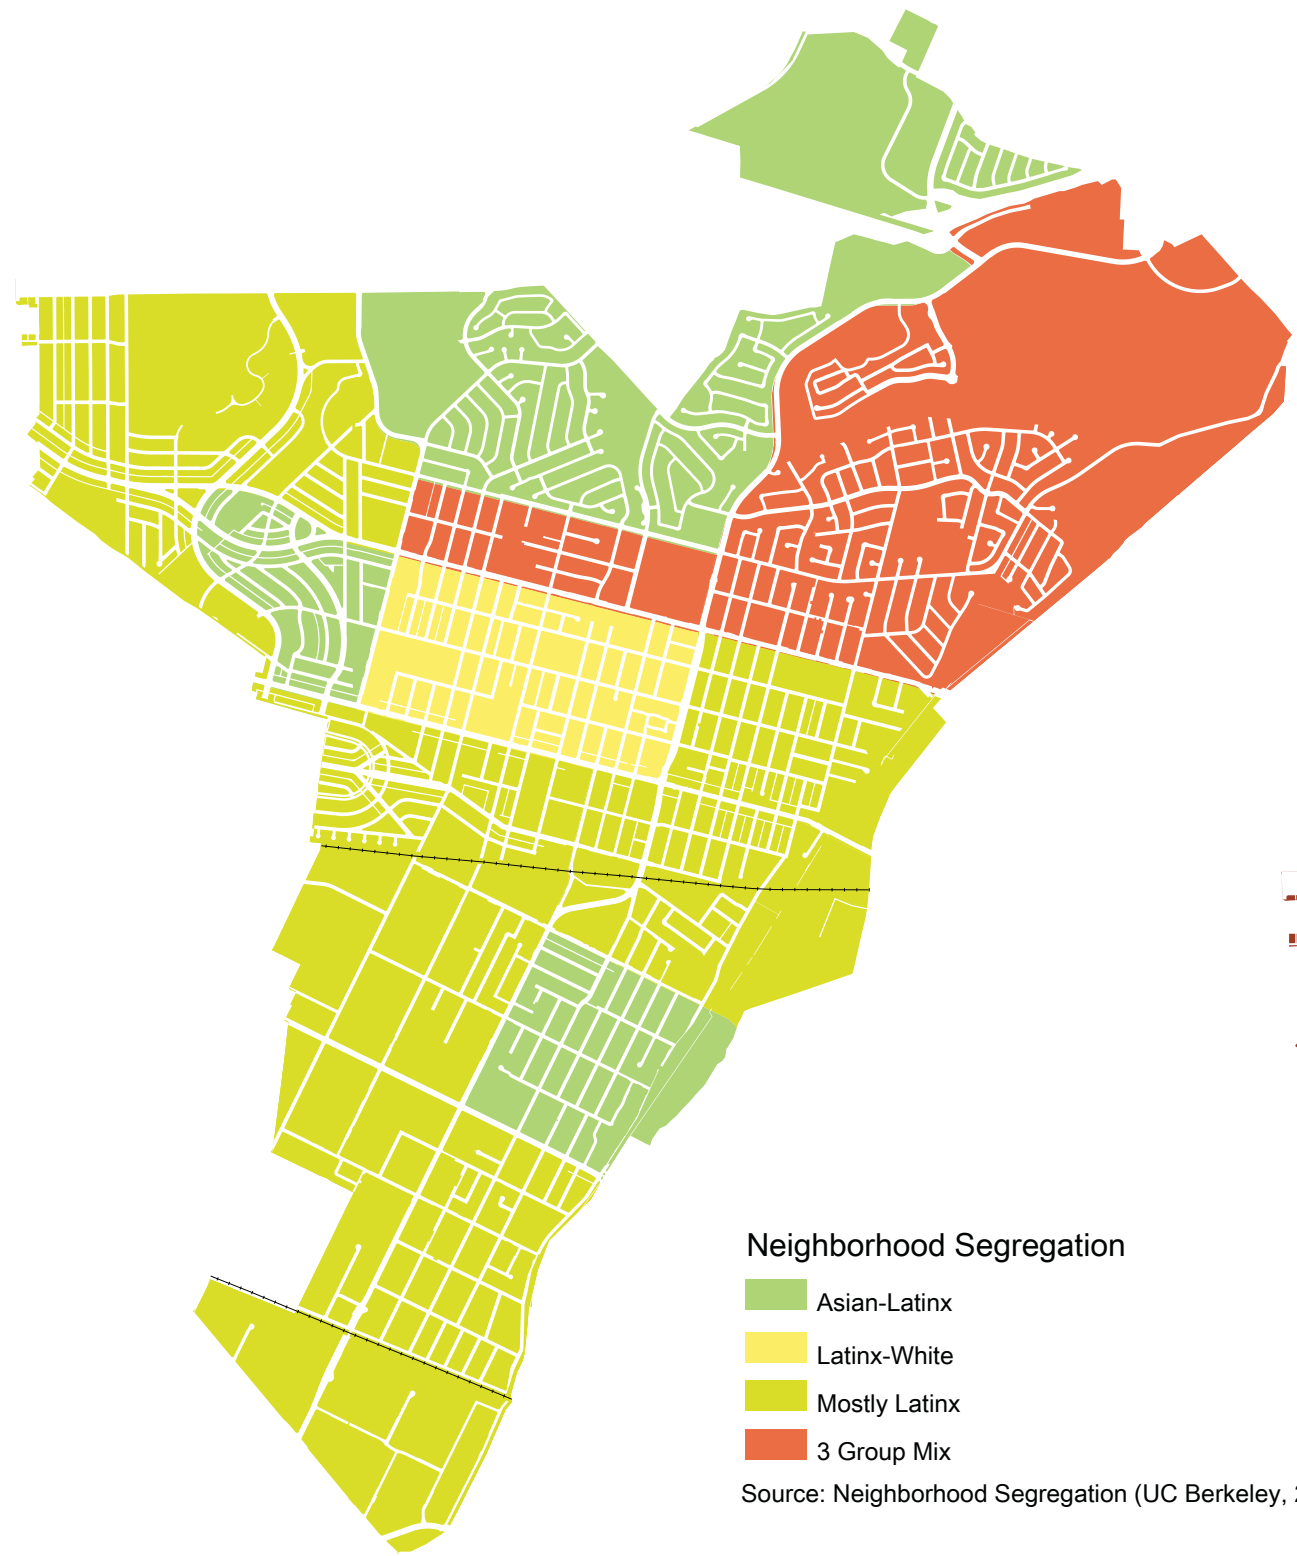 Neighborhood Segregation
Asian-Latinx
Latinx-White
Mostly Latinx
3 Group Mix
Source: Neighborhood Segregation (UC Berkeley,